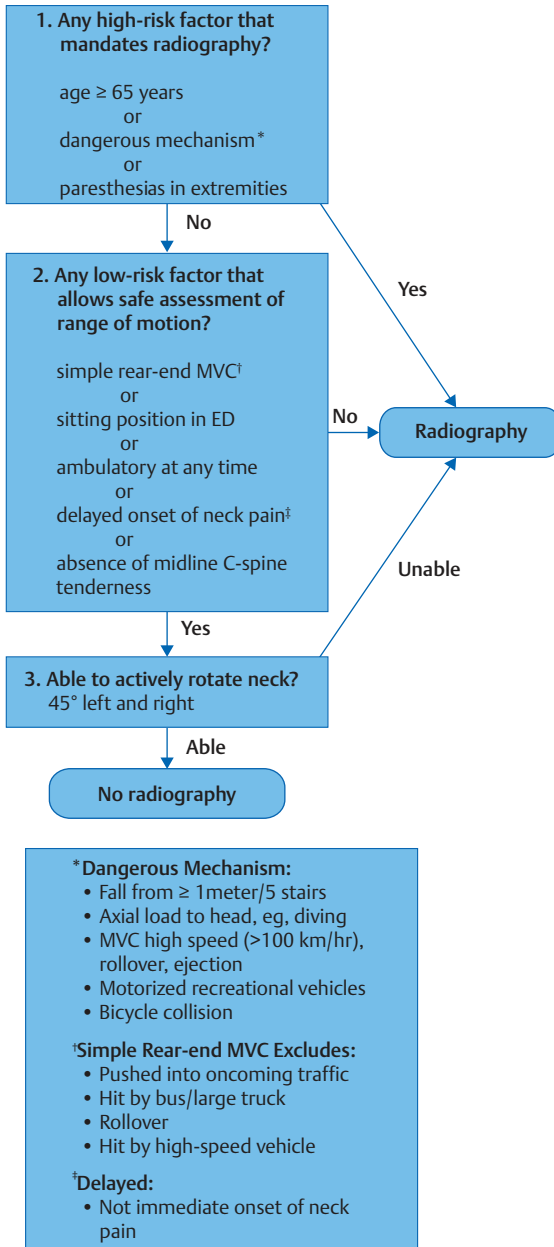 1. Any high-risk factor that
mandates radiography?
age ≥ 65 years
or
dangerous mechanism*
or
paresthesias in extremities
No
Yes
2. Any low-risk factor that
allows safe assessment of
range of motion?
simple rear-end MVC†
or
sitting position in ED
or
ambulatory at any time
or
delayed onset of neck pain‡
or
absence of midline C-spine
tenderness
No
Radiography
Unable
Yes
3. Able to actively rotate neck?
45° left and right
Able
No radiography
*Dangerous Mechanism:
• Fall from ≥ 1meter/5 stairs
• Axial load to head, eg, diving
• MVC high speed (>100 km/hr),
rollover, ejection
• Motorized recreational vehicles
• Bicycle collision
†Simple Rear-end MVC Excludes:
• Pushed into oncoming traffic
• Hit by bus/large truck
• Rollover
• Hit by high-speed vehicle
‡Delayed:
• Not immediate onset of neck
pain